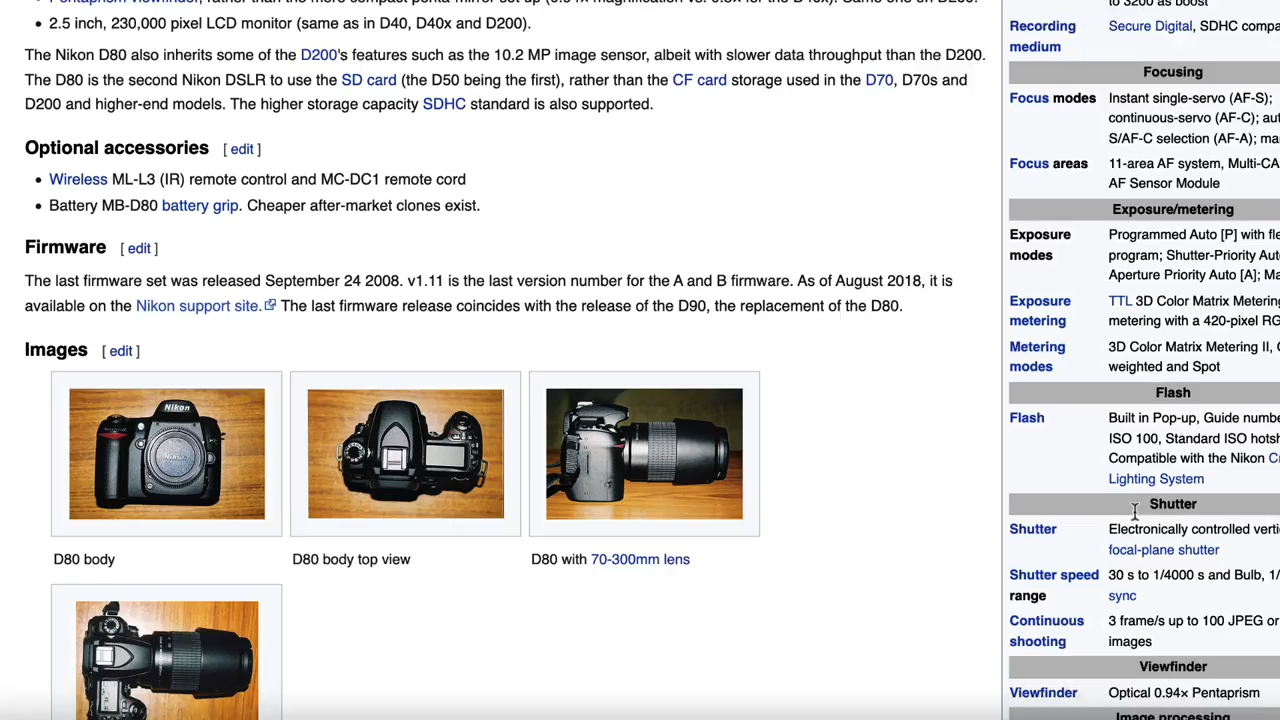 Pentaprism viewfinder, rather than the more compact penta-mirror set-up (0.94x magnification vs. 0.8x for the D40x). Same one on D200.
• 2.5 inch, 230,000 pixel LCD monitor (same as in D40, D40x and D200).
The Nikon D80 also inherits some of the D200's features such as the 10.2 MP image sensor, albeit with slower data throughput than the D200.
The D80 is the second Nikon DSLR to use the SD card (the D50 being the first), rather than the CF card storage used in the D70, D70s and
D200 and higher-end models. The higher storage capacity SDHC standard is also supported.
Optional accessories [ edit ]
• Wireless ML-L3 (IR) remote control and MC-DC1 remote cord
• Battery MB-D80 battery grip. Cheaper after-market clones exist.
Firmware [ edit ]
The last firmware set was released September 24 2008. v1.11 is the last version number for the A and B firmware. As of August 2018, it is
available on the Nikon support site. The last firmware release coincides with the release of the D90, the replacement of the D80.
Images [ edit ]
Nikon
Nikon
D80 body
D80 body top view
D80 with 70-300mm lens
to 3200 as boost
Recording medium
Secure Digital, SDHC compa
Focusing
Focus modes
Instant single-servo (AF-S);
continuous-servo (AF-C); aut
S/AF-C selection (AF-A); ma
Focus areas
11-area AF system, Multi-CA
AF Sensor Module
Exposure/metering
Exposure modes
Programmed Auto [P] with fle
program; Shutter-Priority Aut
Aperture Priority Auto [A]; Ma
Exposure metering
TTL 3D Color Matrix Metering
metering with a 420-pixel RG
Metering modes
3D Color Matrix Metering II, C
weighted and Spot
Flash
Flash
Built in Pop-up, Guide numbe
ISO 100, Standard ISO hotsh
Compatible with the Nikon Cr
Lighting System
Shutter
Shutter
Electronically controlled verti
focal-plane shutter
Shutter speed range
30 s to 1/4000 s and Bulb, 1/
sync
Continuous shooting
3 frame/s up to 100 JPEG or
images
Viewfinder
Viewfinder
Optical 0.94× Pentaprism
Image processing